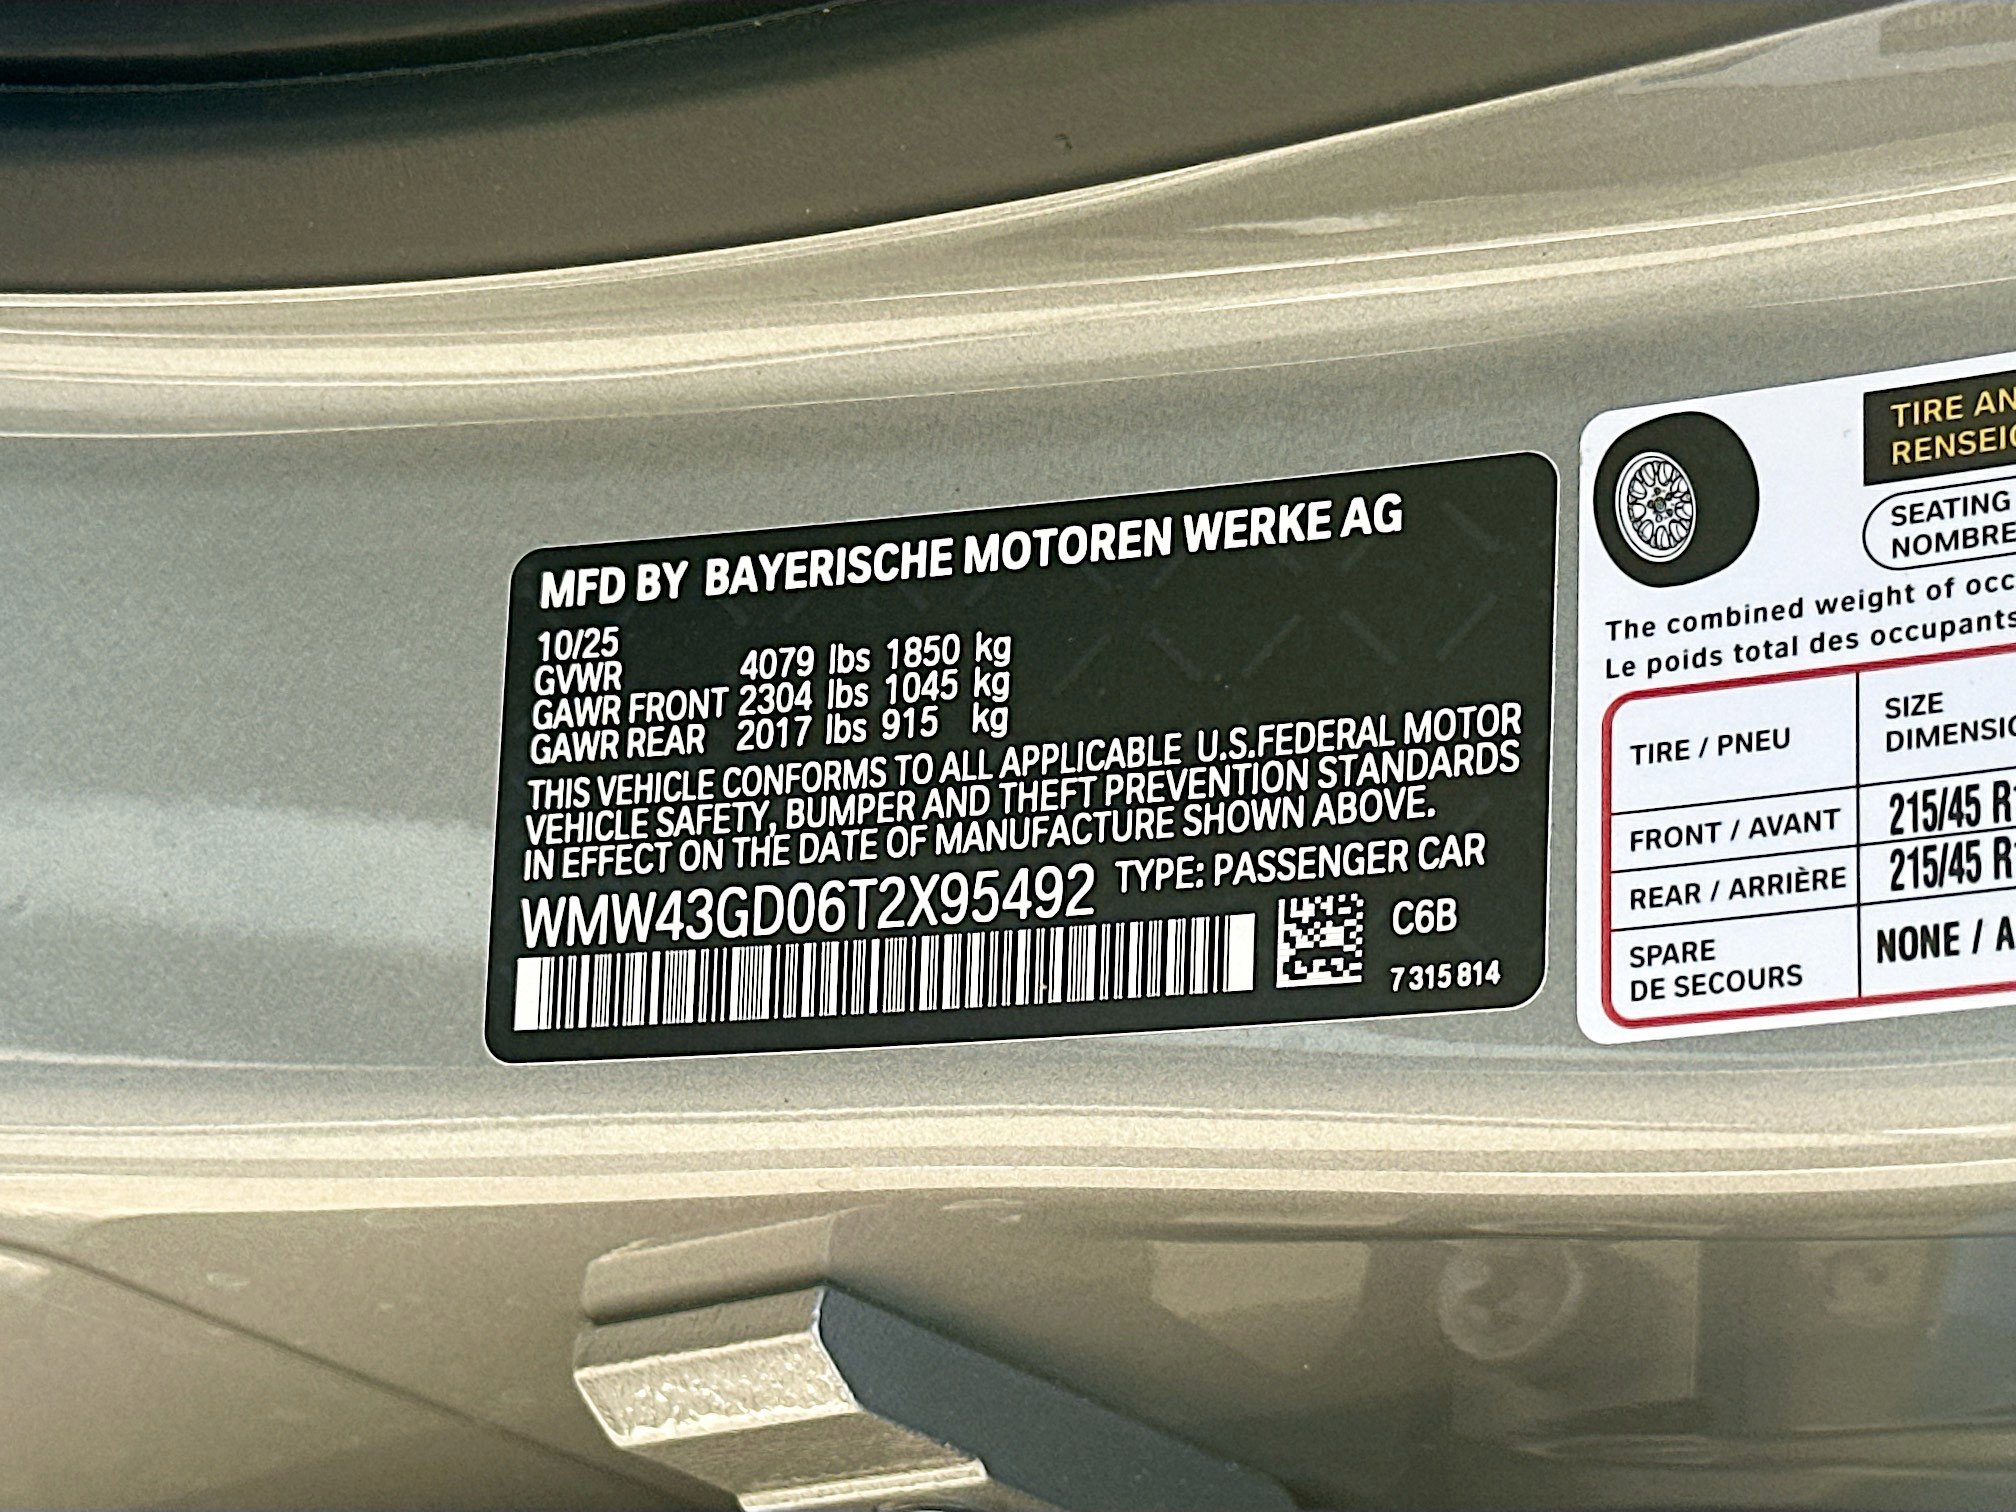 MFD BY BAYERISCHE MOTOREN WERKE AG
10/25
GVWR 4079 lbs 1850 kg
GAWR FRONT 2304 lbs 1045 kg
GAWR REAR 2017 lbs 915 kg
THIS VEHICLE CONFORMS TO ALL APPLICABLE U.S.FEDERAL MOTOR
VEHICLE SAFETY, BUMPER AND THEFT PREVENTION STANDARDS
IN EFFECT ON THE DATE OF MANUFACTURE SHOWN ABOVE.
WMW43GD06T2X95492 TYPE: PASSENGER CAR
C6B
7 315 814
TIRE
SEATING
NOMBRE
The combined weight of
Le poids total des occupants
TIRE / PNEU
SIZE
FRONT / AVANT 215/45
REAR / ARRIÈRE 215/45
SPARE
DE SECOURS
NONE /